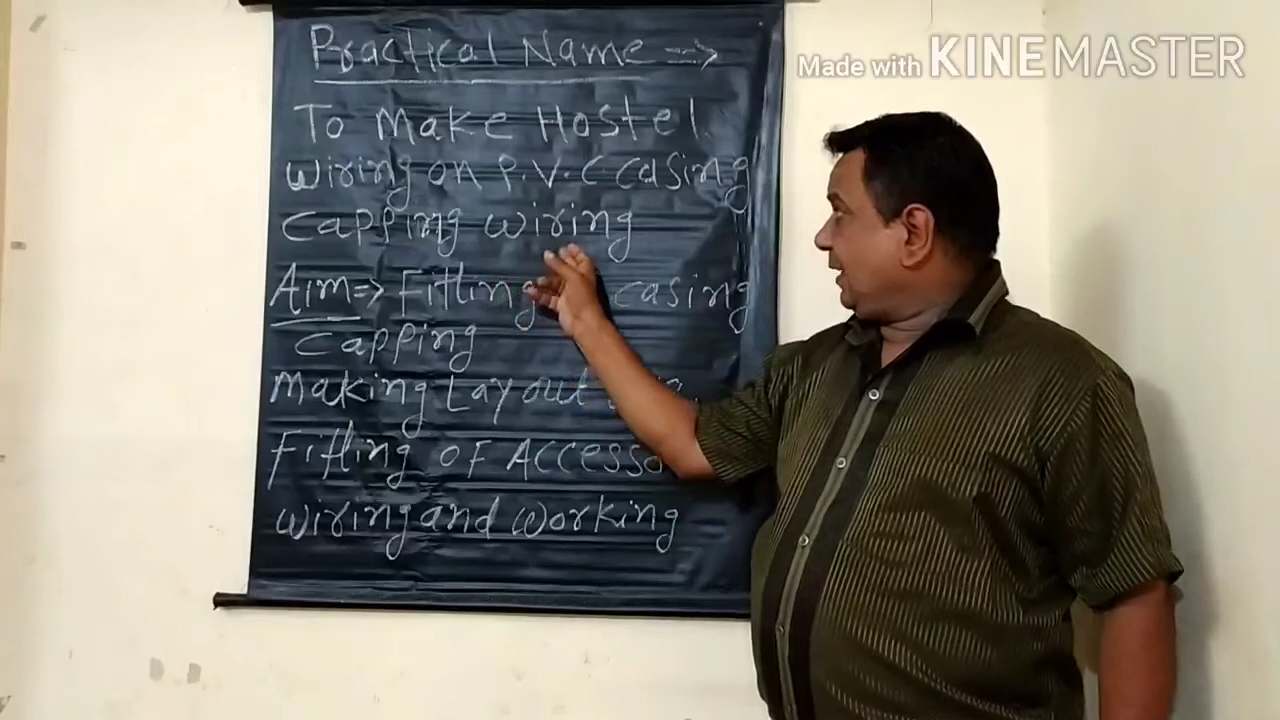 Practical Name →
Made with KINEMASTER
To Make Hostel
Wiring on P.V.C casing
Capping wiring
Aim ⇒ Fitting casing
Capping
Making Layout
Fitting OF
Wiring and Working